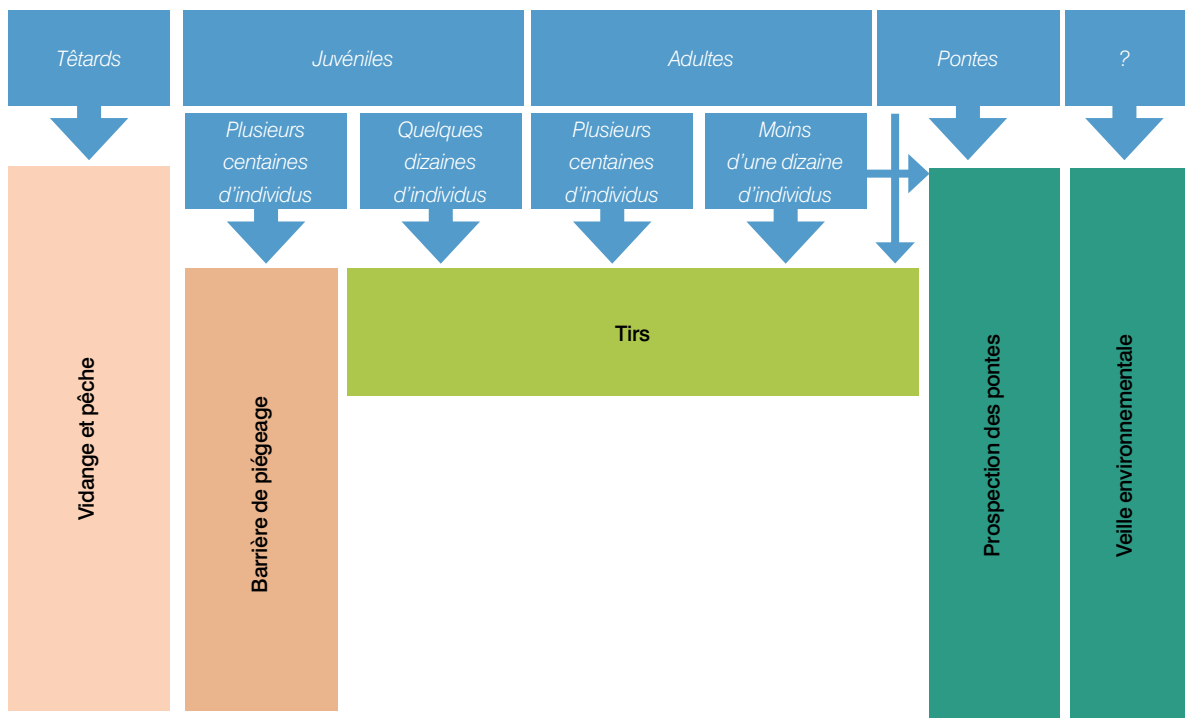 Têtards
Juvéniles
Adultes
Pontes
?
Plusieurs
centaines
d'individus
Quelques
dizaines
d'individus
Plusieurs
centaines
d'individus
Moins
d'une dizaine
d'individus
Vidange et pêche
Barrière de piégeage
Tirs
Prospection des pontes
Veille environnementale